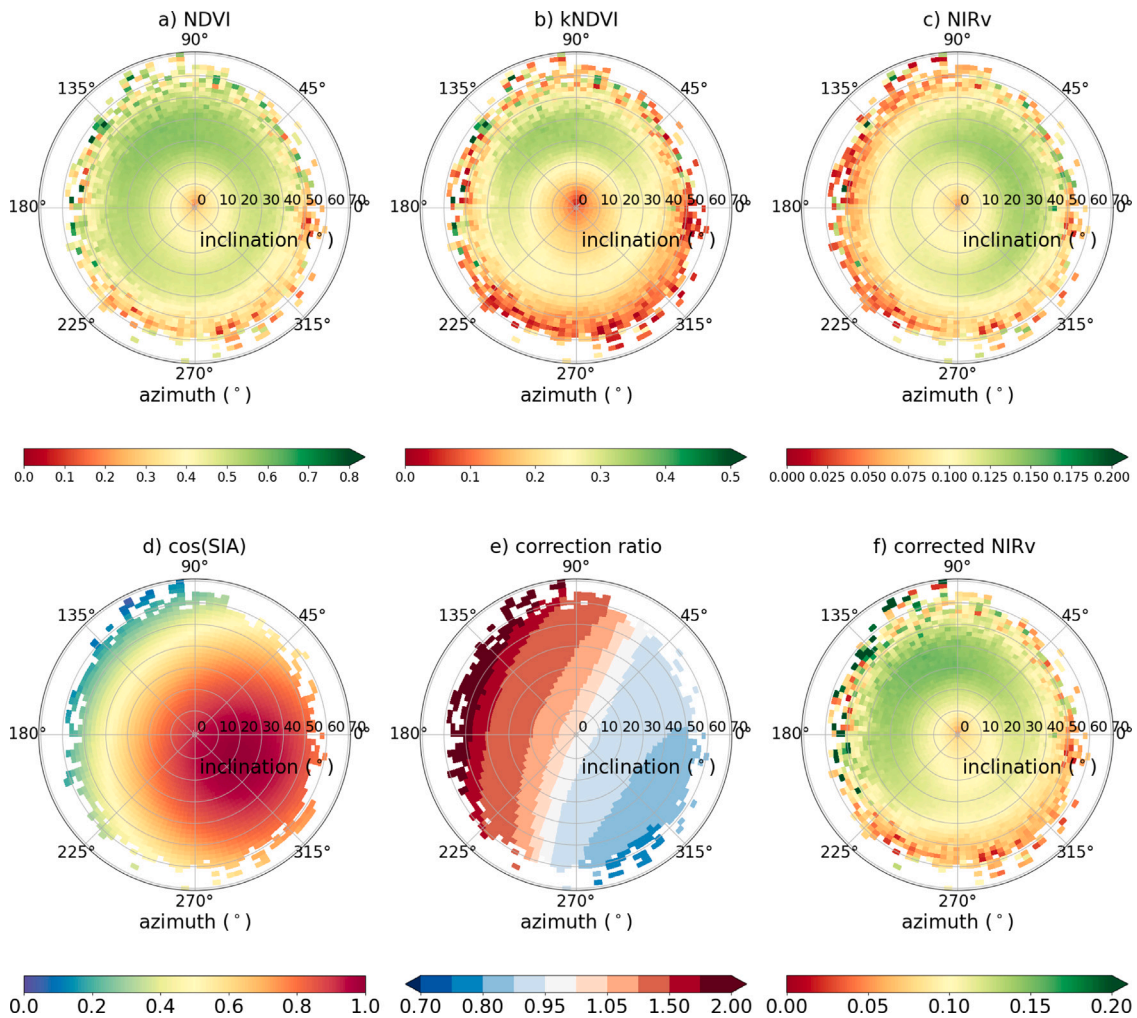 a) NDVI
90°
135° 45°
180° 0 10 20 30 40 50 60 70 0°
inclination (°)
225° 315°
270°
azimuth (°)
0.0 0.1 0.2 0.3 0.4 0.5 0.6 0.7 0.8
b) kNDVI
90°
135° 45°
180° 0 10 20 30 40 50 60 70 0°
inclination (°)
225° 315°
270°
azimuth (°)
0.0 0.1 0.2 0.3 0.4 0.5
c) NIRv
90°
135° 45°
180° 0 10 20 30 40 50 60 70 0°
inclination (°)
225° 315°
270°
azimuth (°)
0.000 0.025 0.050 0.075 0.100 0.125 0.150 0.175 0.200
d) cos(SIA)
90°
135° 45°
180° 0 10 20 30 40 50 60 70 0°
inclination (°)
225° 315°
270°
azimuth (°)
0.0 0.2 0.4 0.6 0.8 1.0
e) correction ratio
90°
135° 45°
180° 0 10 20 30 40 50 60 70 0°
inclination (°)
225° 315°
270°
azimuth (°)
0.70 0.80 0.95 1.05 1.50 2.00
f) corrected NIRv
90°
135° 45°
180° 0 10 20 30 40 50 60 70 0°
inclination (°)
225° 315°
270°
azimuth (°)
0.00 0.05 0.10 0.15 0.20